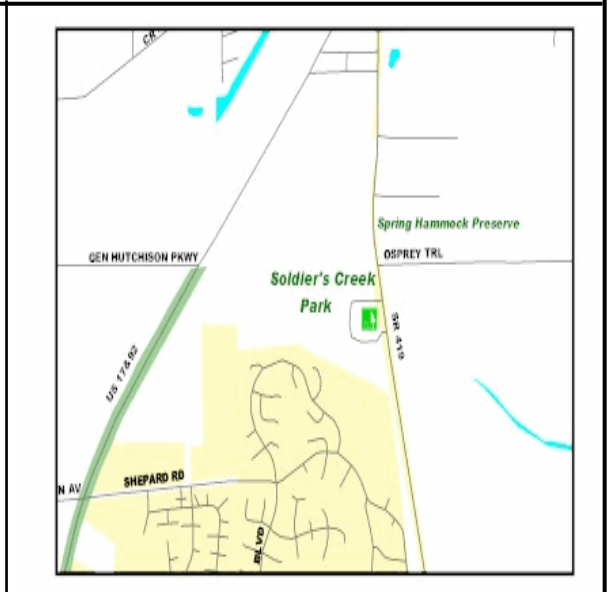 CR
Spring Hammock Preserve
GEN HUTCHISON PKWY
OSPREY TRL
Soldier's Creek
Park
SR 419
US 17&92
SHEPARD RD
N AV
BLVD